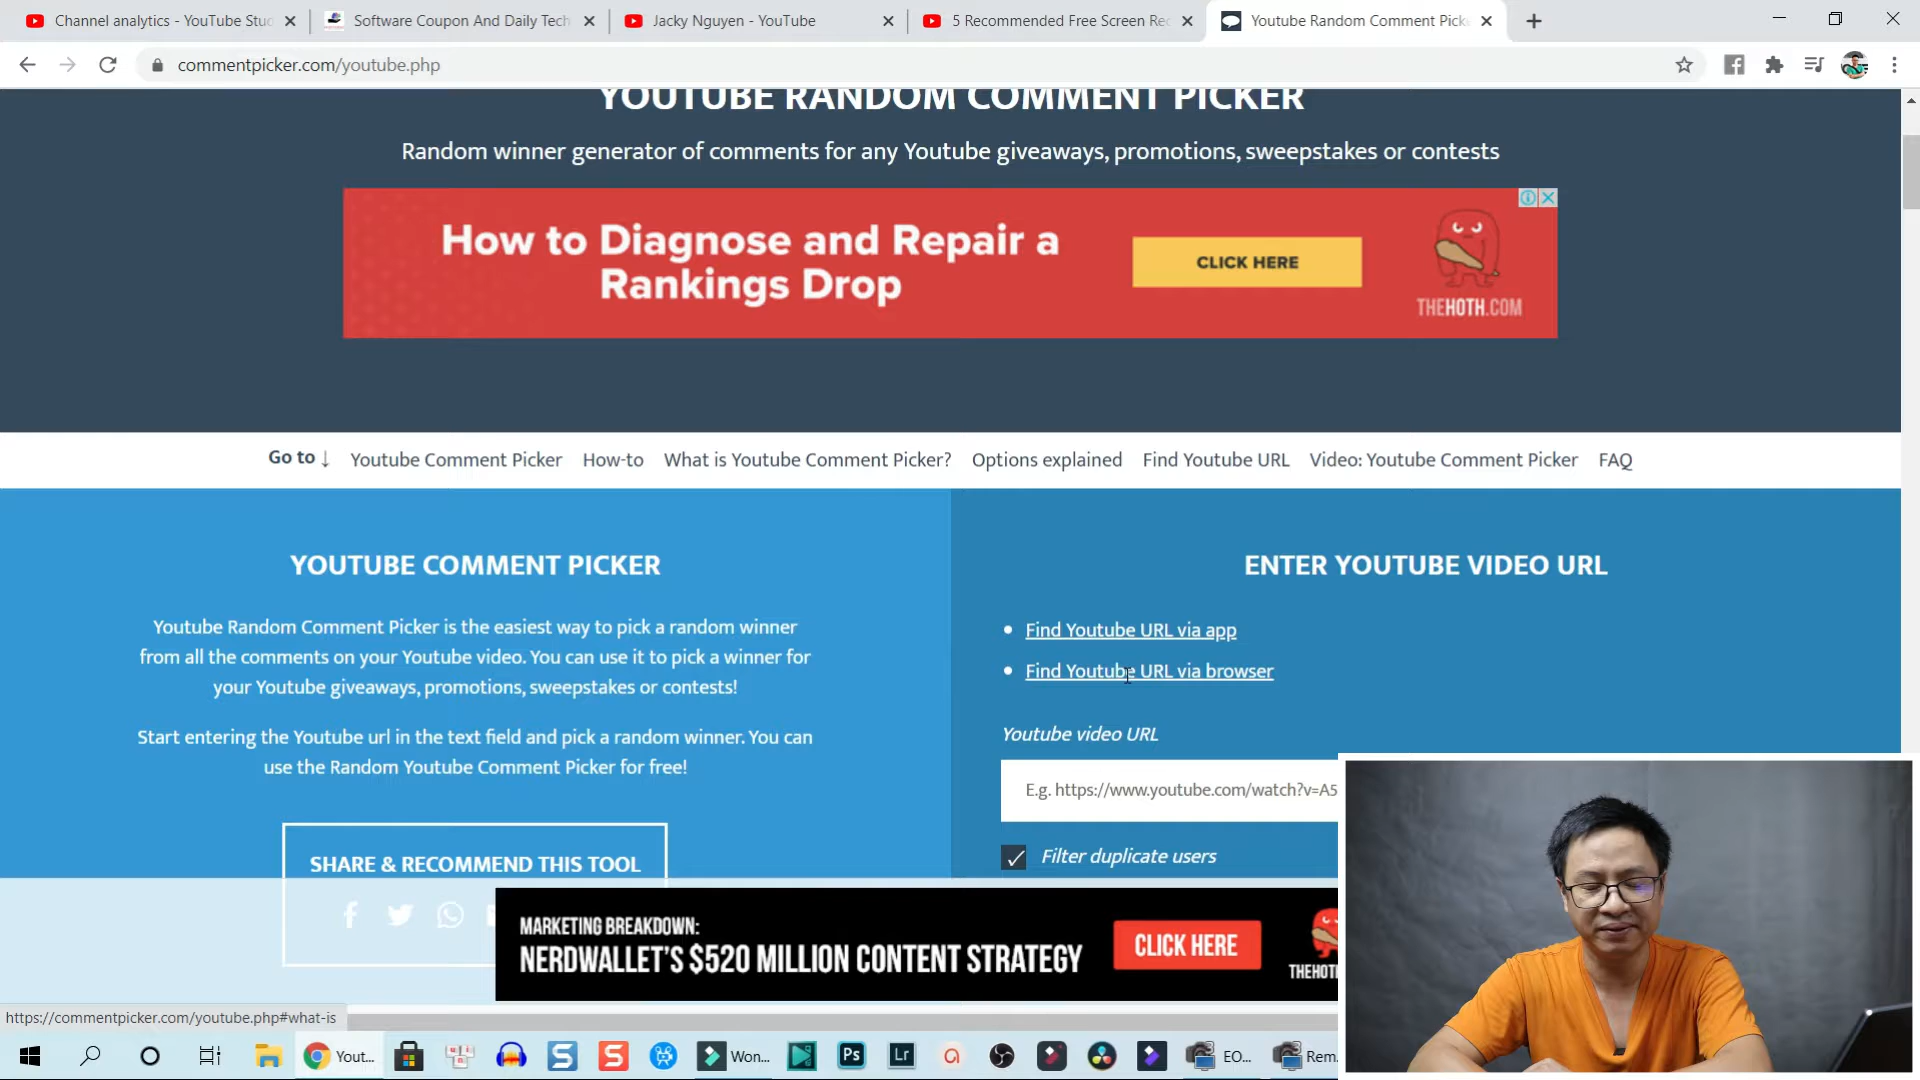 Channel analytics - YouTube Stu
Software Coupon And Daily Tech
Jacky Nguyen - YouTube
5 Recommended Free Screen Re
Youtube Random Comment Pick
commentpicker.com/youtube.php
YOUTUBE RANDOM COMMENT PICKER
Random winner generator of comments for any Youtube giveaways, promotions, sweepstakes or contests
How to Diagnose and Repair a
Rankings Drop
CLICK HERE
THEHOTH.COM
Go to ↓ Youtube Comment Picker How-to What is Youtube Comment Picker? Options explained Find Youtube URL Video: Youtube Comment Picker FAQ
YOUTUBE COMMENT PICKER
Youtube Random Comment Picker is the easiest way to pick a random winner
from all the comments on your Youtube video. You can use it to pick a winner for
your Youtube giveaways, promotions, sweepstakes or contests!
Start entering the Youtube url in the text field and pick a random winner. You can
use the Random Youtube Comment Picker for free!
SHARE & RECOMMEND THIS TOOL
ENTER YOUTUBE VIDEO URL
Find Youtube URL via app
Find Youtube URL via browser
Youtube video URL
E.g. https://www.youtube.com/watch?v=A5
Filter duplicate users
MARKETING BREAKDOWN:
NERDWALLET'S $520 MILLION CONTENT STRATEGY
CLICK HERE
THEHOT
https://commentpicker.com/youtube.php#what-is
Yout...
Won...
Ps
Lr
EO...
Rem